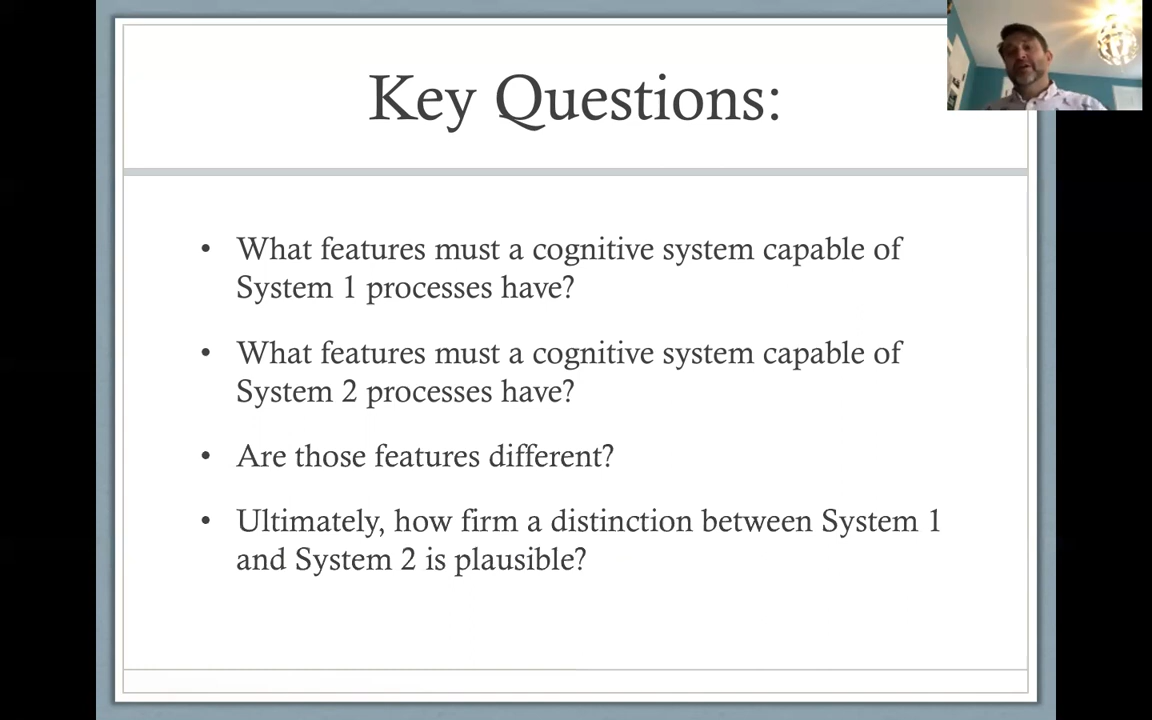 Key Questions:
• What features must a cognitive system capable of
System 1 processes have?
• What features must a cognitive system capable of
System 2 processes have?
• Are those features different?
• Ultimately, how firm a distinction between System 1
and System 2 is plausible?